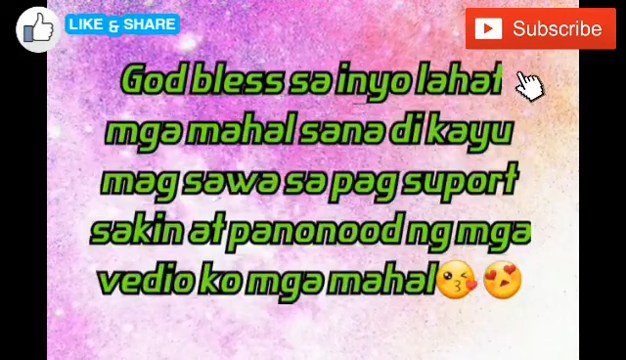 LIKE & SHARE
Subscribe
God bless sa inyo lahat
mga mahal sana di kayu
mag sawa sa pag suport
sakin at panonood ng mga
vedio ko mga mahal😘😍